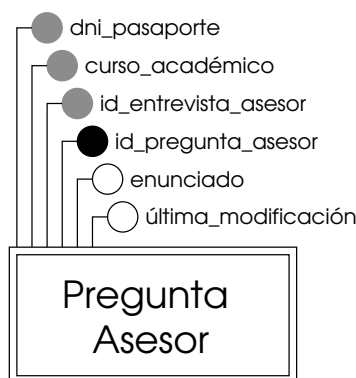 dni_pasaporte
curso_académico
id_entrevista_asesor
id_pregunta_asesor
enunciado
última_modificación
Pregunta
Asesor